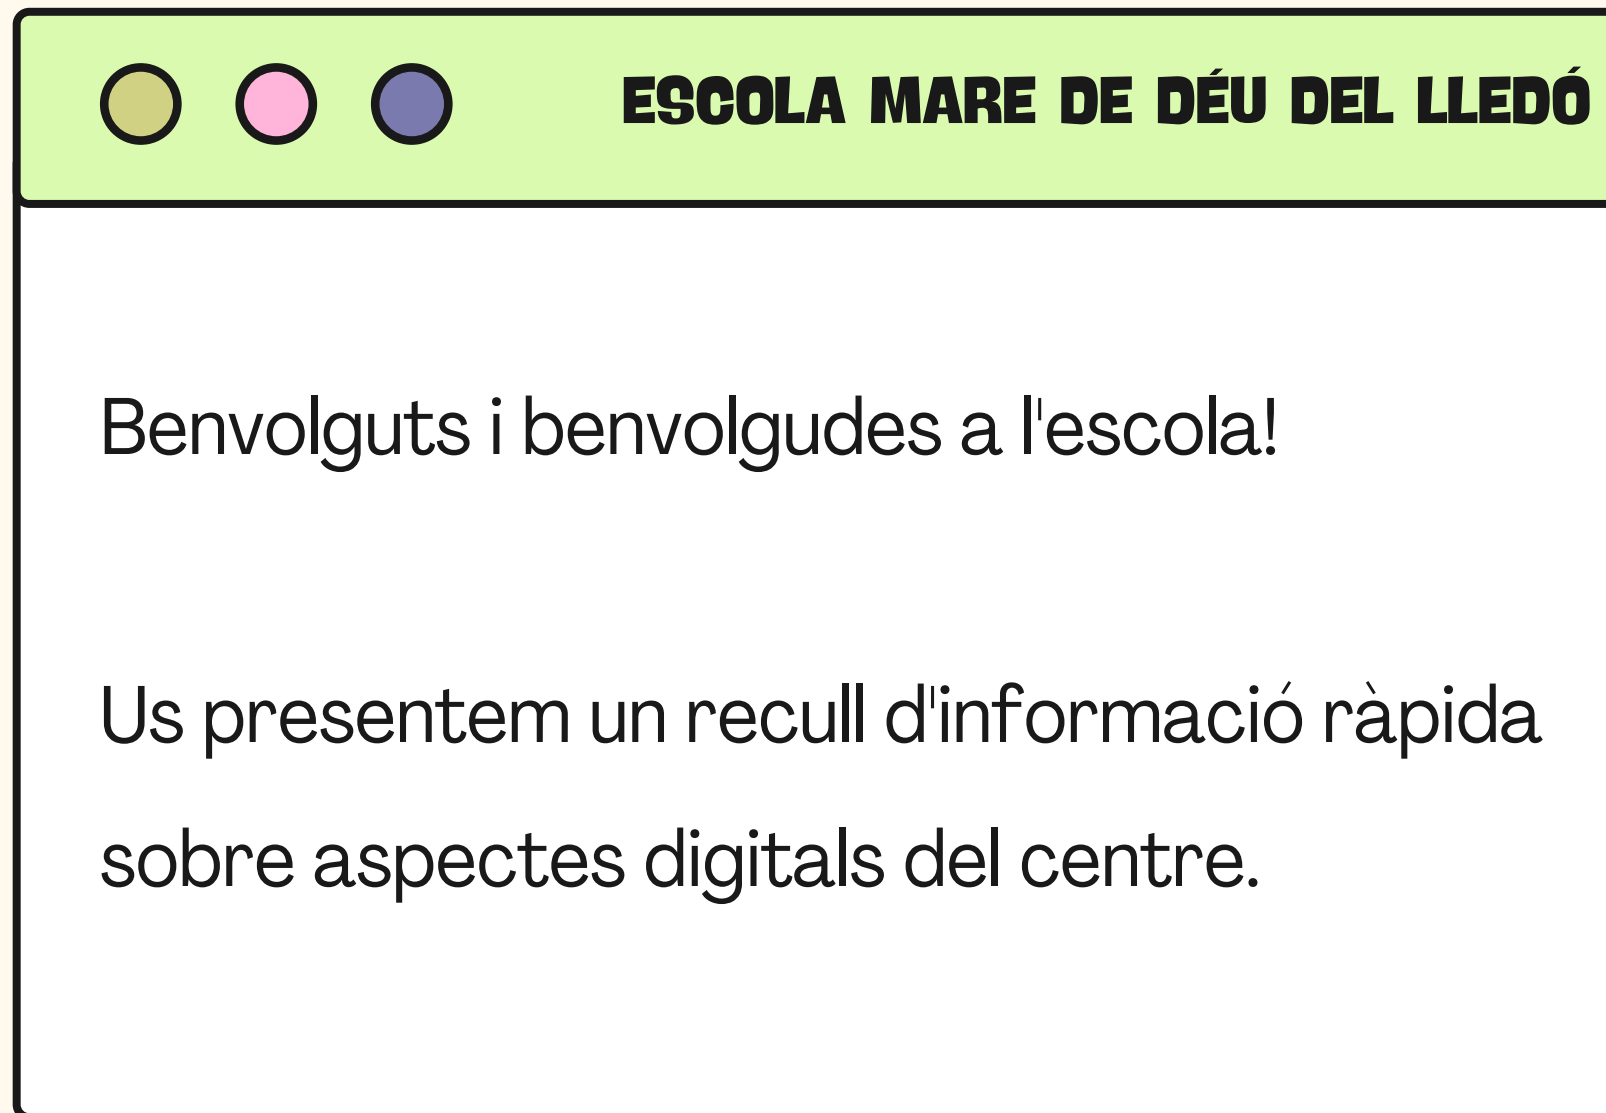 ESCOLA MARE DE DÉU DEL LLEDÓ
Benvolguts i benvolgudes a l'escola!
Us presentem un recull d'informació ràpida
sobre aspectes digitals del centre.